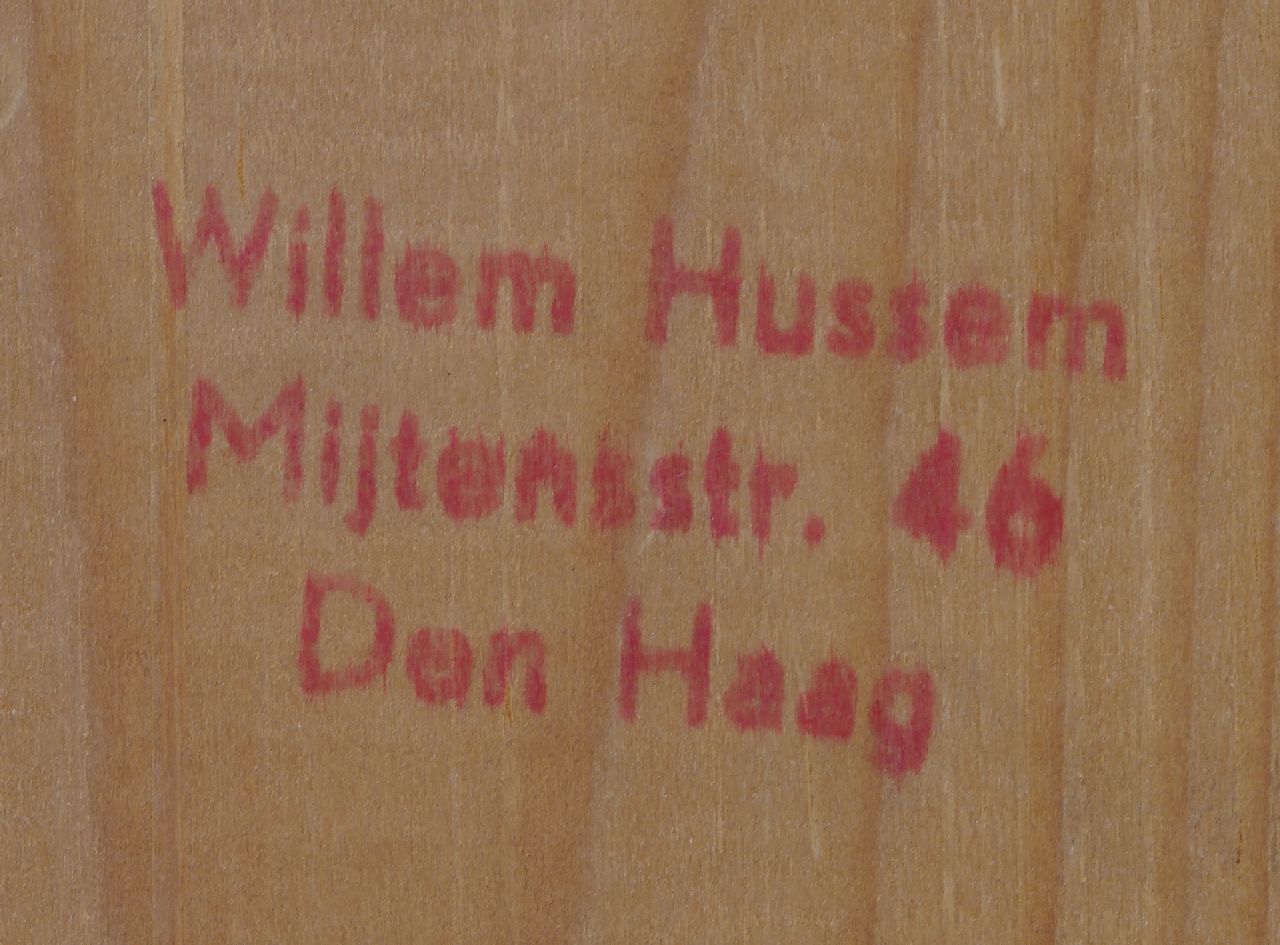 Willem Hussem
Mijtensstr. 46
Den Haag